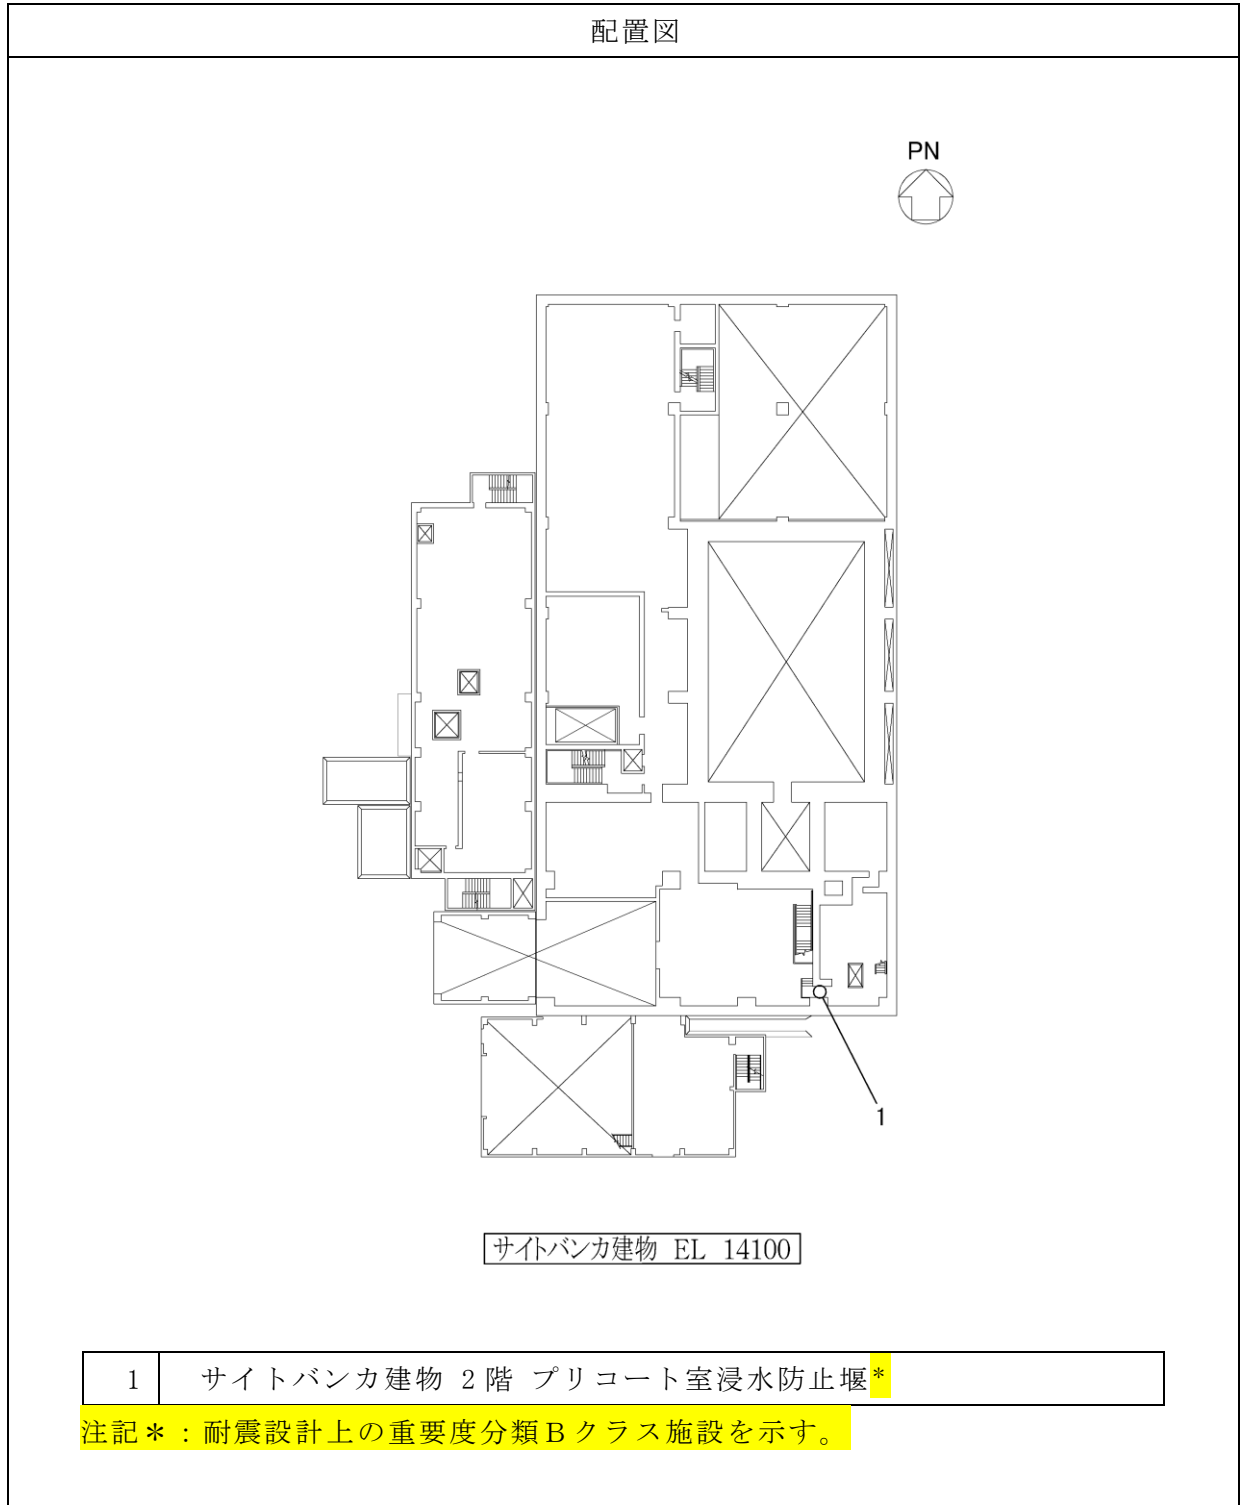 配置図
PN
1
サイトバンカ建物 EL 14100
1 サイトバンカ建物 2階 プリコート室浸水防止堰*
注記*:耐震設計上の重要度分類Bクラス施設を示す。